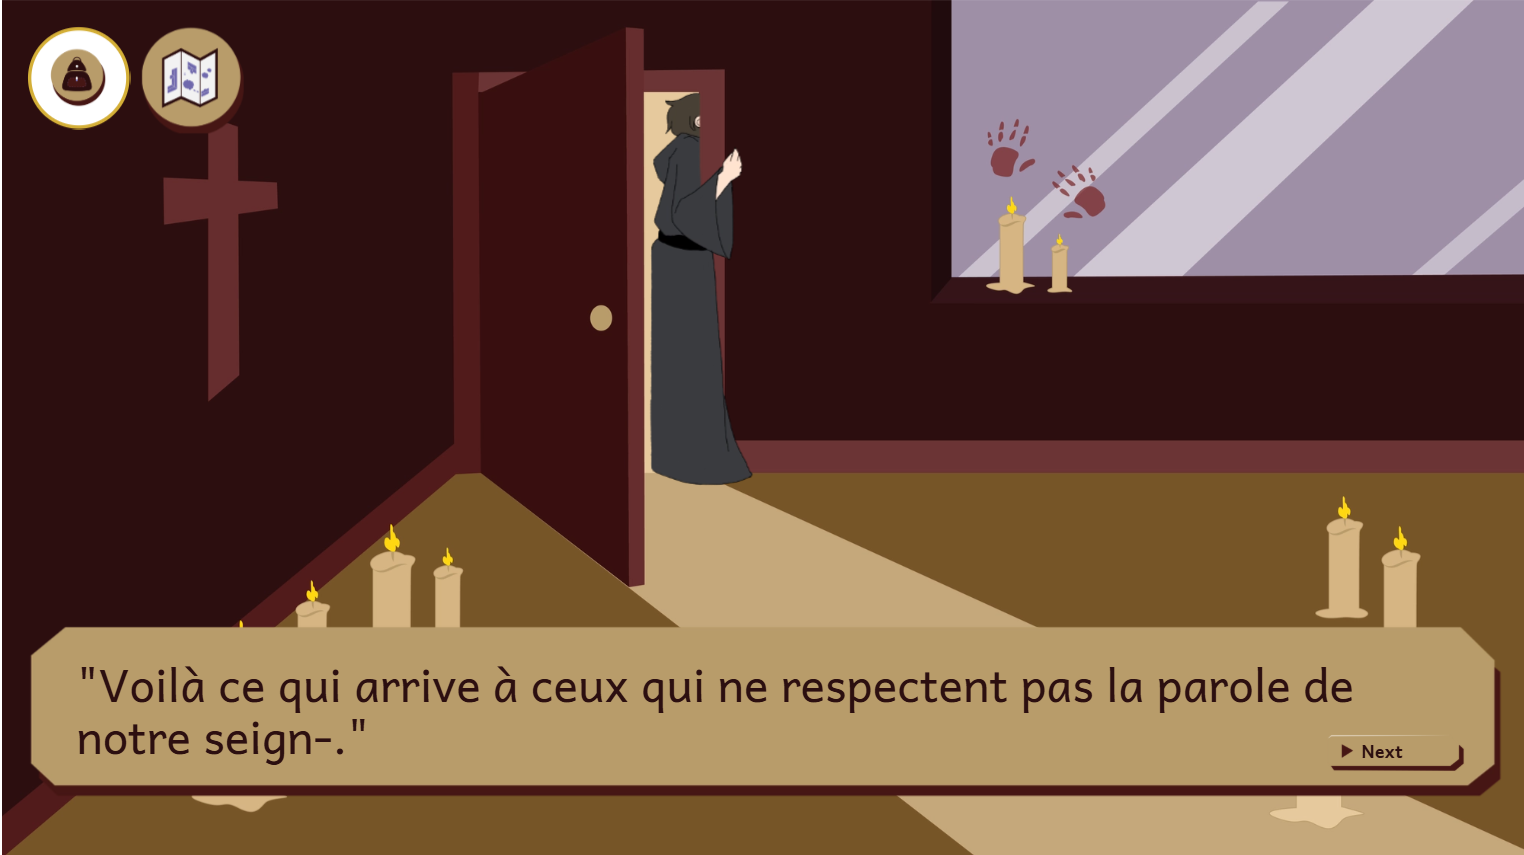 "Voilà ce qui arrive à ceux qui ne respectent pas la parole de
notre seign-."
Next